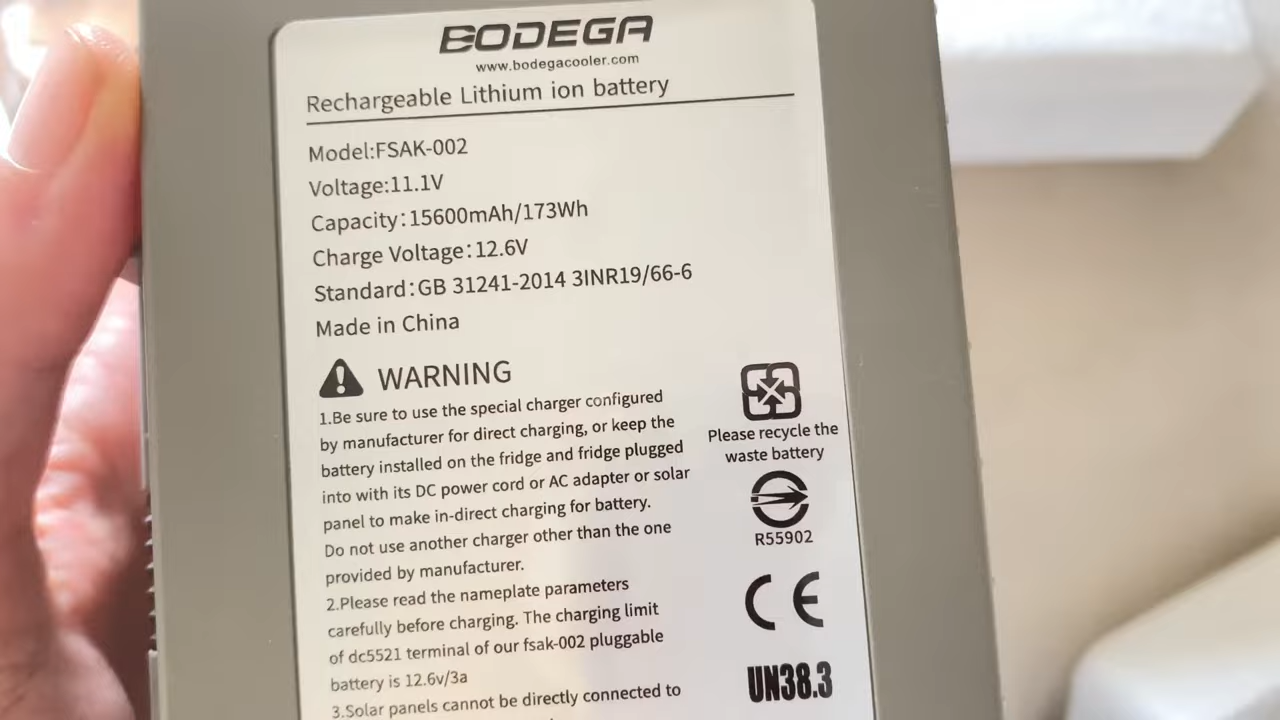 BODEGA
www.bodegacooler.com
Rechargeable Lithium ion battery
Model:FSAK-002
Voltage:11.1V
Capacity:15600mAh/173Wh
Charge Voltage:12.6V
Standard:GB 31241-2014 3INR19/66-6
Made in China
WARNING
1.Be sure to use the special charger configured
by manufacturer for direct charging, or keep the
battery installed on the fridge and fridge plugged
into with its DC power cord or AC adapter or solar
panel to make in-direct charging for battery.
Do not use another charger other than the one
provided by manufacturer.
2.Please read the nameplate parameters
carefully before charging. The charging limit
of dc5521 terminal of our fsak-002 pluggable
battery is 12.6v/3a
3.Solar panels cannot be directly connected to
Please recycle the
waste battery
R55902
CE
UN38.3